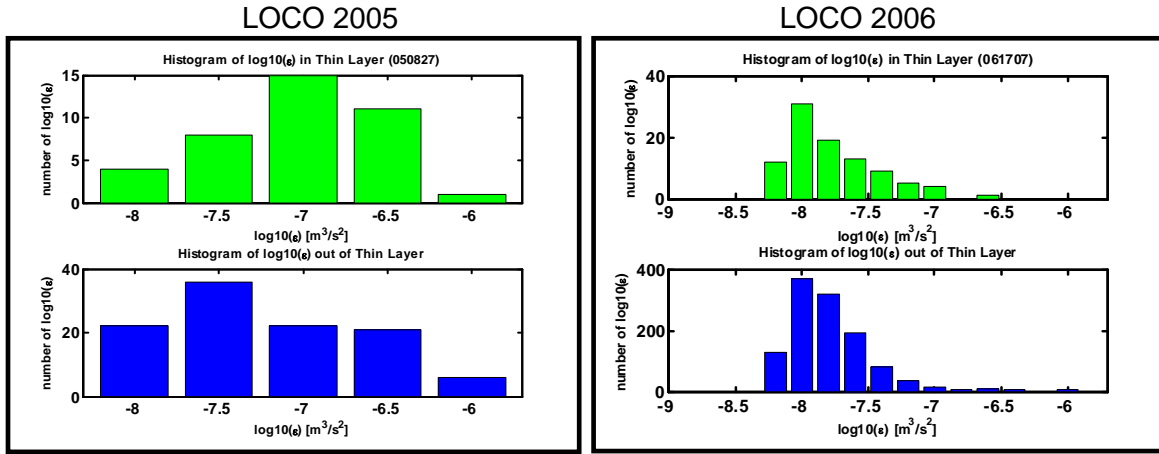 LOCO 2005
Histogram of log10(ε) in Thin Layer (050827)
number of log10(ε)
15
10
5
0
-8 -7.5 -7 -6.5 -6
log10(ε) [m³/s²]
Histogram of log10(ε) out of Thin Layer
number of log10(ε)
40
20
0
-8 -7.5 -7 -6.5 -6
log10(ε) [m³/s²]
LOCO 2006
Histogram of log10(ε) in Thin Layer (061707)
number of log10(ε)
40
20
0
-9 -8.5 -8 -7.5 -7 -6.5 -6
log10(ε) [m³/s²]
Histogram of log10(ε) out of Thin Layer
number of log10(ε)
400
200
0
-9 -8.5 -8 -7.5 -7 -6.5 -6
log10(ε) [m³/s²]